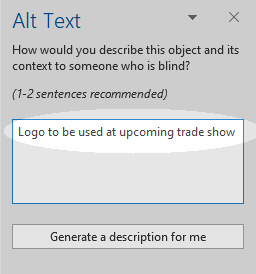 Alt Text
How would you describe this object and its
context to someone who is blind?
(1-2 sentences recommended)
Logo to be used at upcoming trade show
Generate a description for me